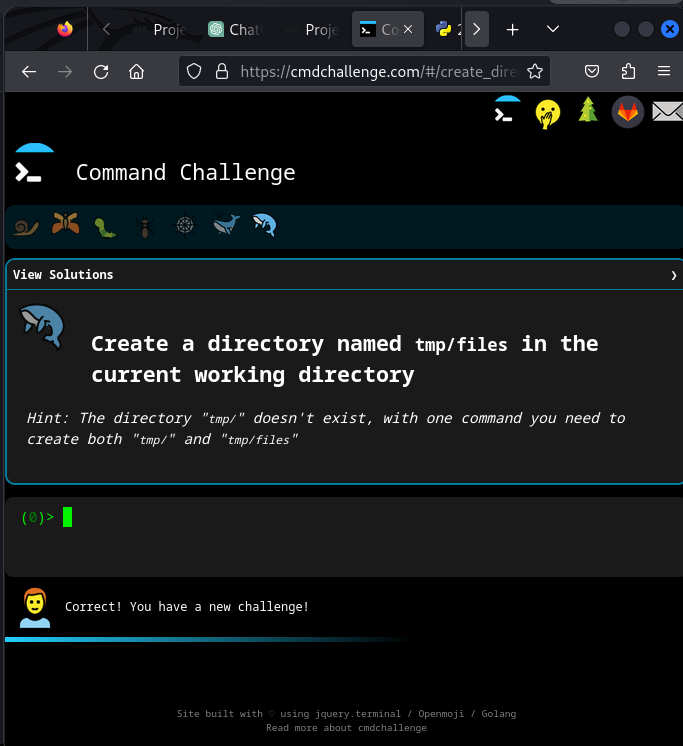 Proje
Chat
Proje
Co
2
https://cmdchallenge.com/#/create_dire
Command Challenge
View Solutions
Create a directory named tmp/files in the
current working directory
Hint: The directory "tmp/" doesn't exist, with one command you need to
create both "tmp/" and "tmp/files"
(0)>
Correct! You have a new challenge!
Site built with ♡ using jquery.terminal / Openmoji / Golang
Read more about cmdchallenge